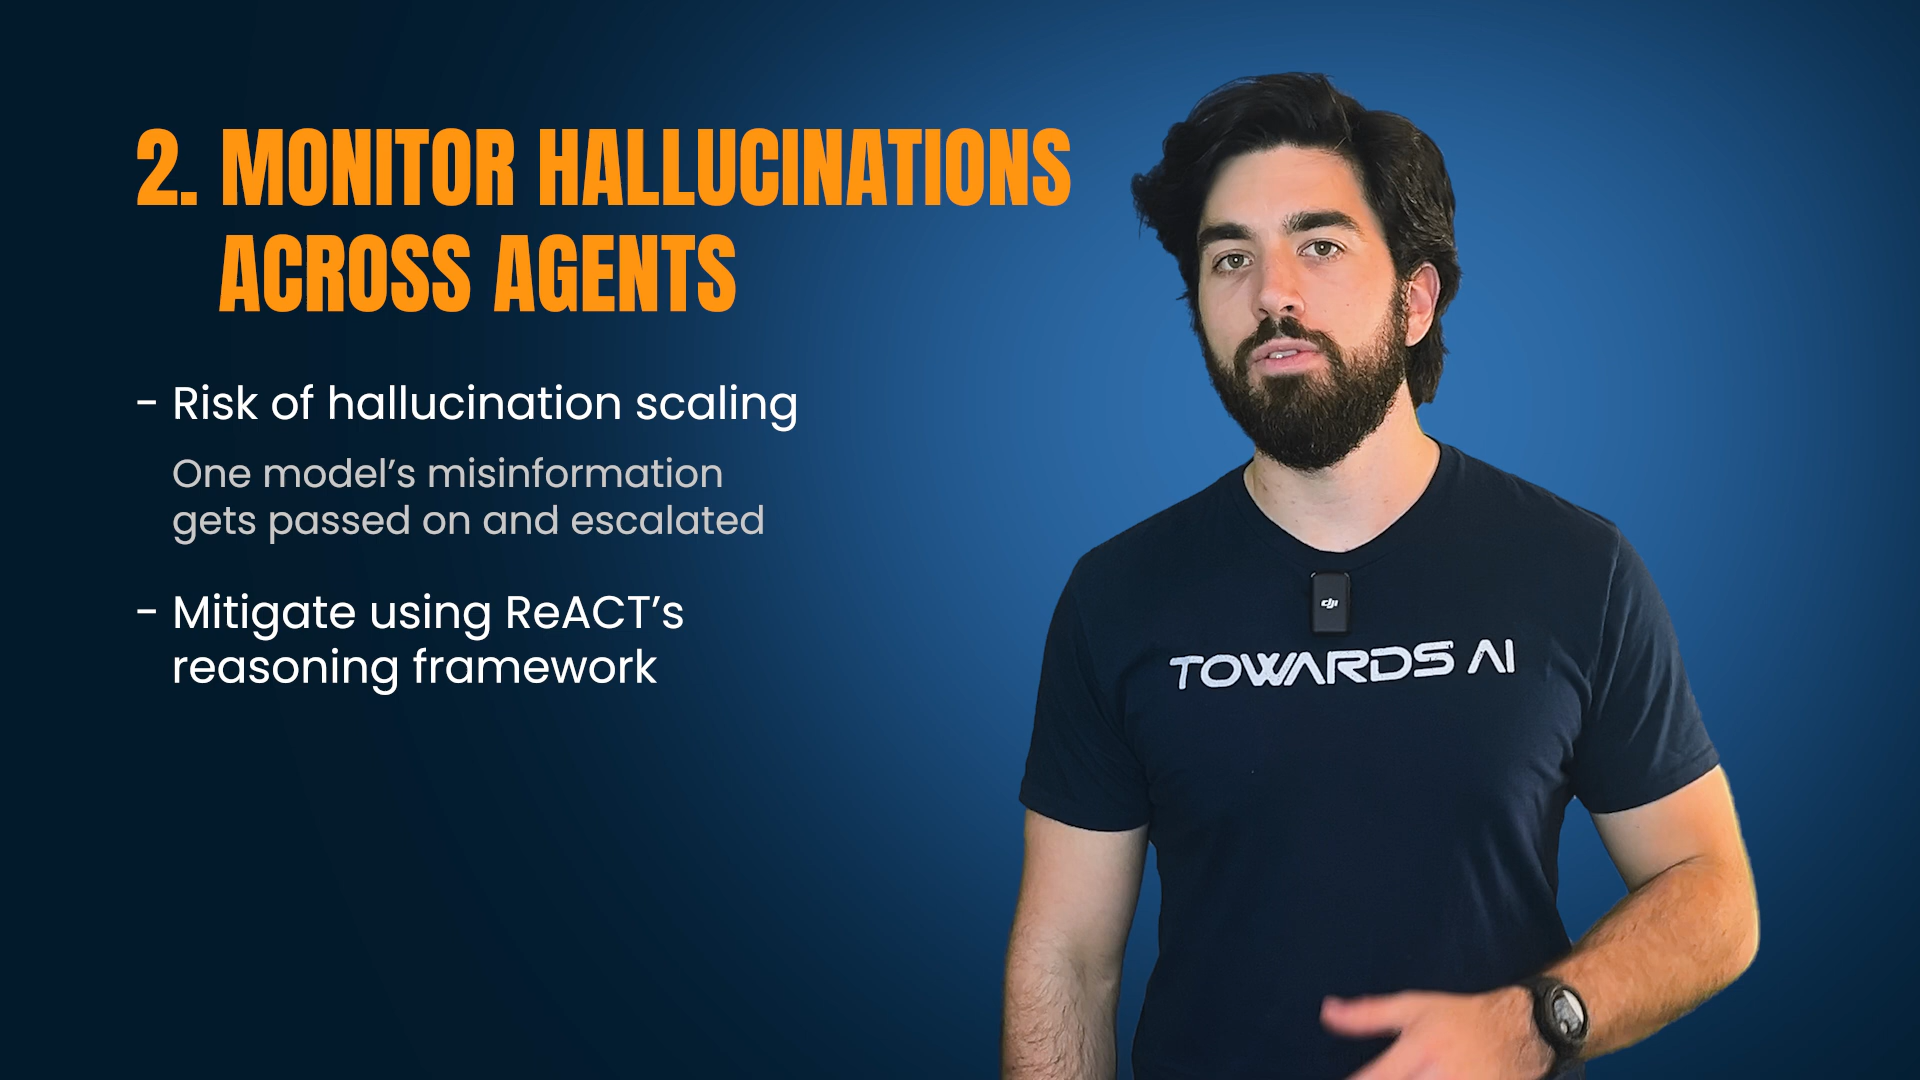 2. MONITOR HALLUCINATIONS
ACROSS AGENTS
- Risk of hallucination scaling
One model’s misinformation
gets passed on and escalated
- Mitigate using ReACT’s
reasoning framework
dji
TOWARDS AI